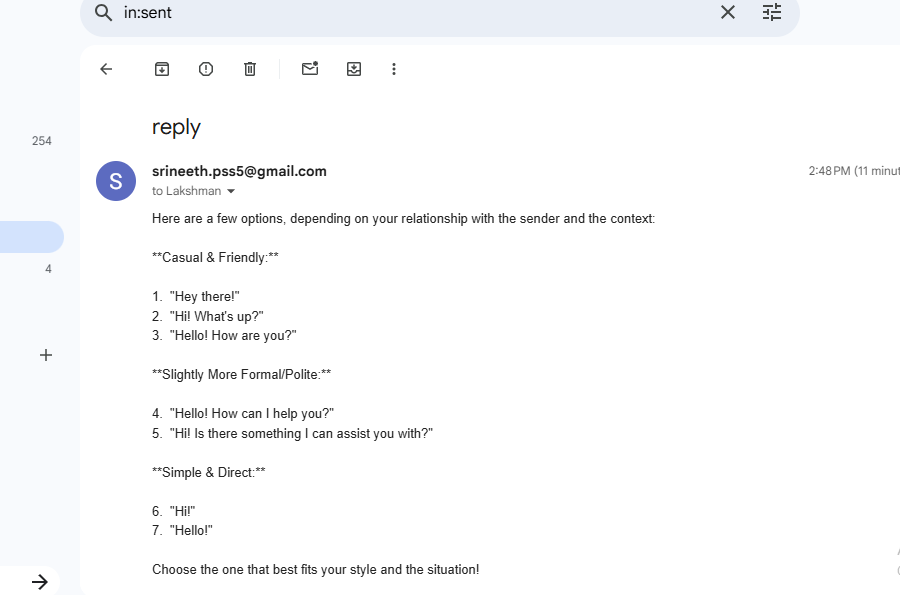 in:sent
254
reply
S
srineeth.pss5@gmail.com
2:48 PM (11 minut
to Lakshman
Here are a few options, depending on your relationship with the sender and the context:
**Casual & Friendly:**
4
1. "Hey there!"
2. "Hi! What's up?"
3. "Hello! How are you?"
**Slightly More Formal/Polite:**
4. "Hello! How can I help you?"
5. "Hi! Is there something I can assist you with?"
**Simple & Direct:**
6. "Hi!"
7. "Hello!"
Choose the one that best fits your style and the situation!